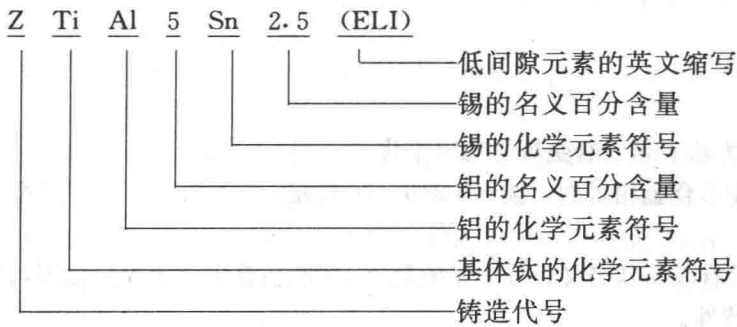 Z Ti Al 5 Sn 2.5 (ELI)
低间隙元素的英文缩写
锡的名义百分含量
锡的化学元素符号
铝的名义百分含量
铝的化学元素符号
基体钛的化学元素符号
铸造代号